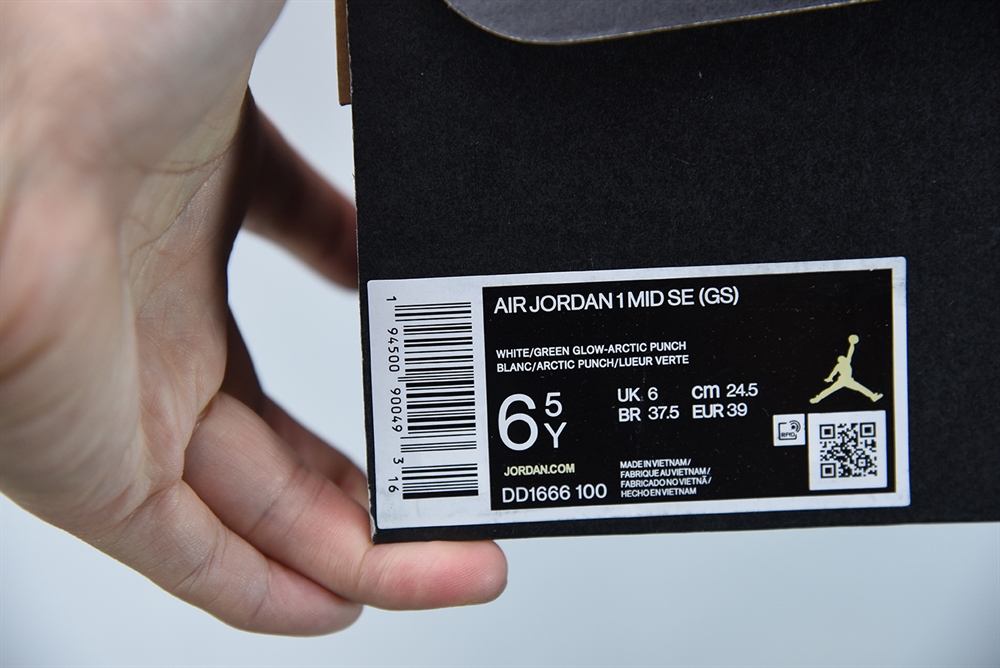 AIR JORDAN 1 MID SE (GS)
WHITE/GREEN GLOW-ARCTIC PUNCH
BLANC/ARCTIC PUNCH/LUEUR VERTE
6 5 Y
UK 6 cm 24.5
BR 37.5 EUR 39
JORDAN.COM
DD1666 100
MADE IN VIETNAM/
FABRIQUE AU VIETNAM/
FABRICADO NO VIETNÃ/
HECHO EN VIETNAM
RFID
1 94500 90049 3 16